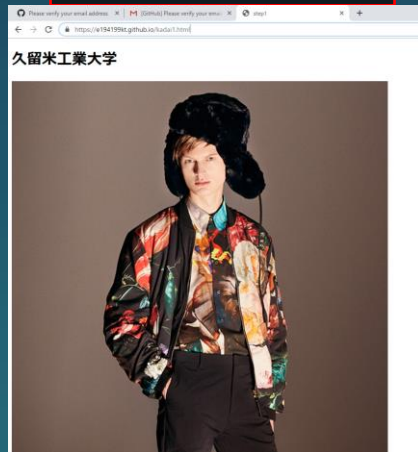 Please verify your email address.
[GitHub] Please verify your ema
step1
https://e194199kt.github.io/kadai1.html
久留米工業大学